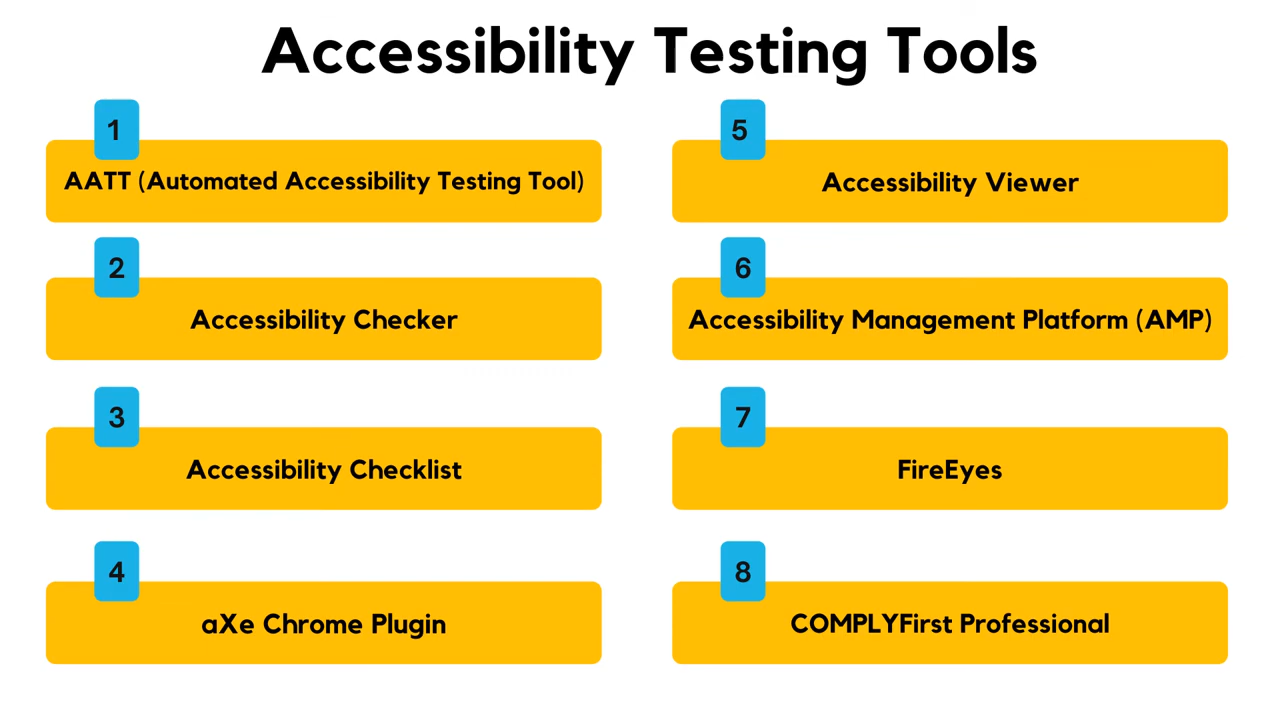 Accessibility Testing Tools
1
AATT (Automated Accessibility Testing Tool)
2
Accessibility Checker
3
Accessibility Checklist
4
aXe Chrome Plugin
5
Accessibility Viewer
6
Accessibility Management Platform (AMP)
7
FireEyes
8
COMPLYFirst Professional